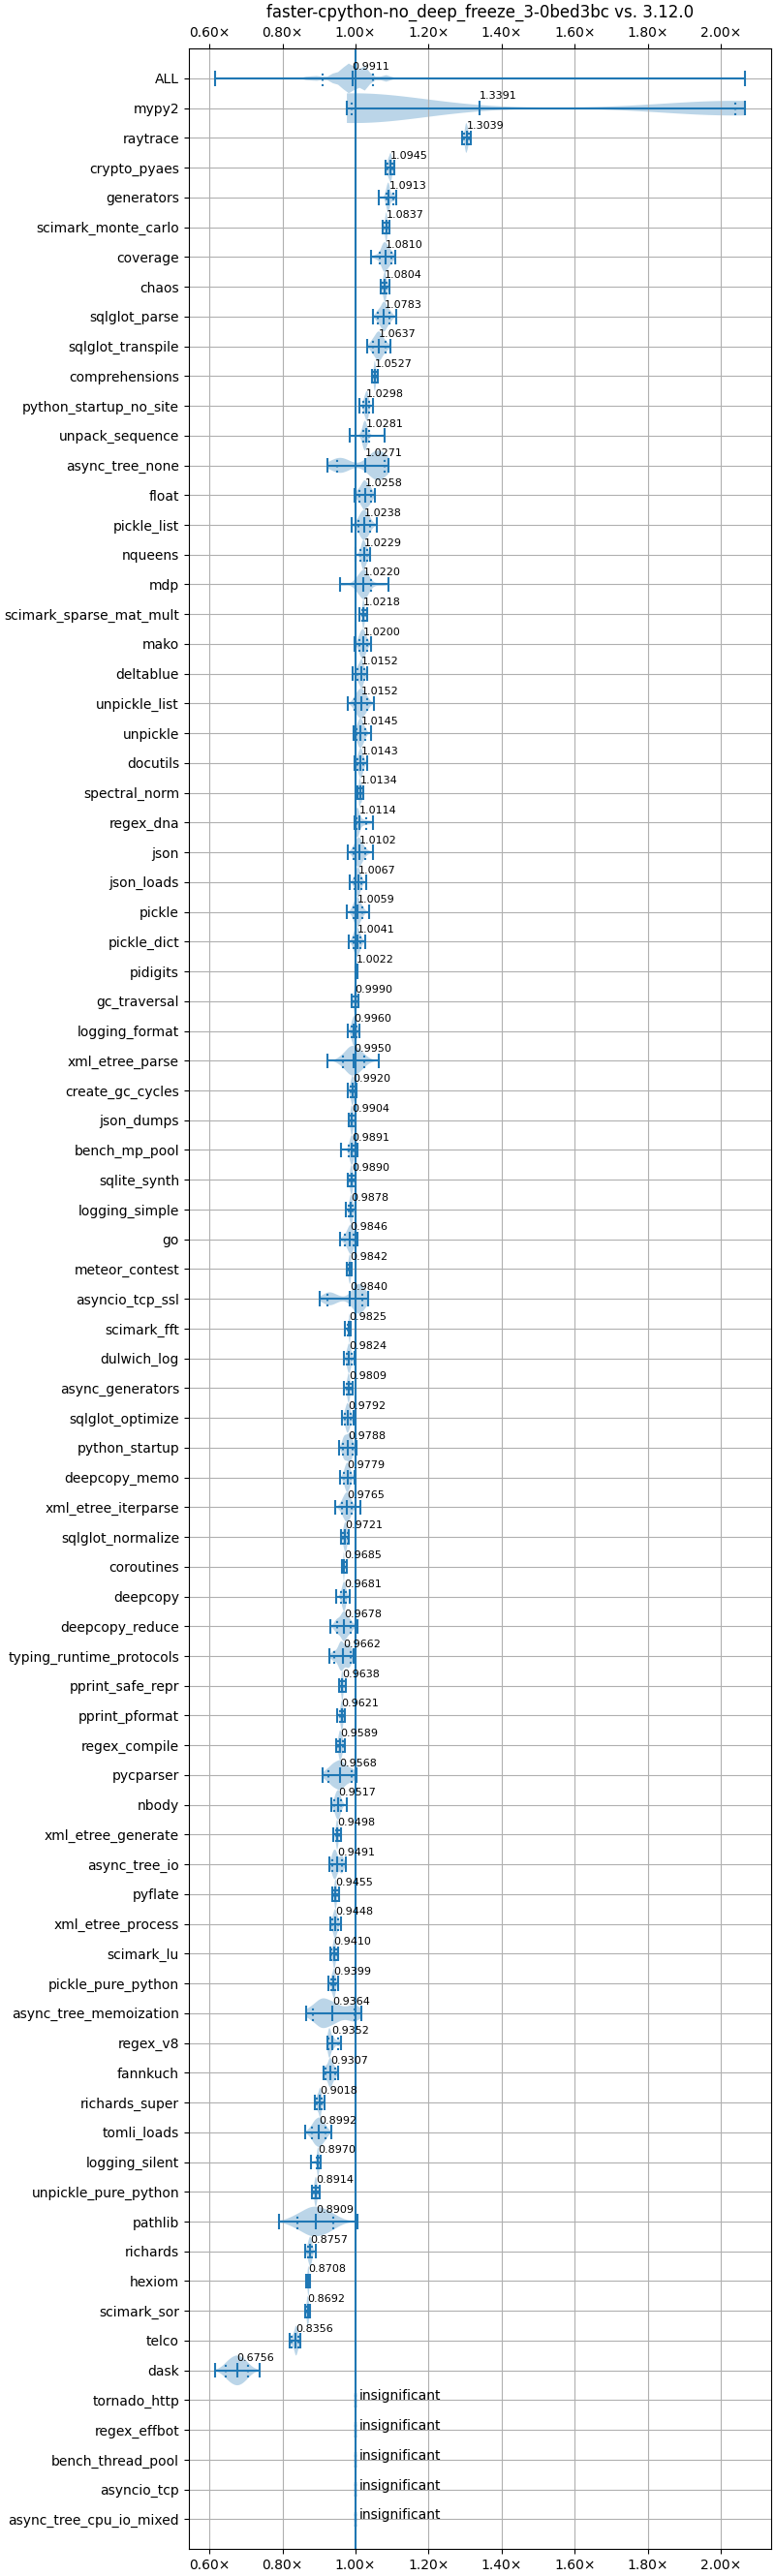 faster-cpython-no_deep_freeze_3-0bed3bc vs. 3.12.0
0.60× 0.80× 1.00× 1.20× 1.40× 1.60× 1.80× 2.00×
ALL 0.9911
mypy2 1.3391
raytrace 1.3039
crypto_pyaes 1.0945
generators 1.0913
scimark_monte_carlo 1.0837
coverage 1.0810
chaos 1.0804
sqlglot_parse 1.0783
sqlglot_transpile 1.0637
comprehensions 1.0527
python_startup_no_site 1.0298
unpack_sequence 1.0281
async_tree_none 1.0271
float 1.0258
pickle_list 1.0238
nqueens 1.0229
mdp 1.0220
scimark_sparse_mat_mult 1.0218
mako 1.0200
deltablue 1.0152
unpickle_list 1.0152
unpickle 1.0145
docutils 1.0143
spectral_norm 1.0134
regex_dna 1.0114
json 1.0102
json_loads 1.0067
pickle 1.0059
pickle_dict 1.0041
pidigits 1.0022
gc_traversal 0.9990
logging_format 0.9960
xml_etree_parse 0.9950
create_gc_cycles 0.9920
json_dumps 0.9904
bench_mp_pool 0.9891
sqlite_synth 0.9890
logging_simple 0.9878
go 0.9846
meteor_contest 0.9842
asyncio_tcp_ssl 0.9840
scimark_fft 0.9825
dulwich_log 0.9824
async_generators 0.9809
sqlglot_optimize 0.9792
python_startup 0.9788
deepcopy_memo 0.9779
xml_etree_iterparse 0.9765
sqlglot_normalize 0.9721
coroutines 0.9685
deepcopy 0.9681
deepcopy_reduce 0.9678
typing_runtime_protocols 0.9662
pprint_safe_repr 0.9638
pprint_pformat 0.9621
regex_compile 0.9589
pycparser 0.9568
nbody 0.9517
xml_etree_generate 0.9498
async_tree_io 0.9491
pyflate 0.9455
xml_etree_process 0.9448
scimark_lu 0.9410
pickle_pure_python 0.9399
async_tree_memoization 0.9364
regex_v8 0.9352
fannkuch 0.9307
richards_super 0.9018
tomli_loads 0.8992
logging_silent 0.8970
unpickle_pure_python 0.8914
pathlib 0.8909
richards 0.8757
hexiom 0.8708
scimark_sor 0.8692
telco 0.8356
dask 0.6756
tornado_http insignificant
regex_effbot insignificant
bench_thread_pool insignificant
asyncio_tcp insignificant
async_tree_cpu_io_mixed insignificant
0.60× 0.80× 1.00× 1.20× 1.40× 1.60× 1.80× 2.00×